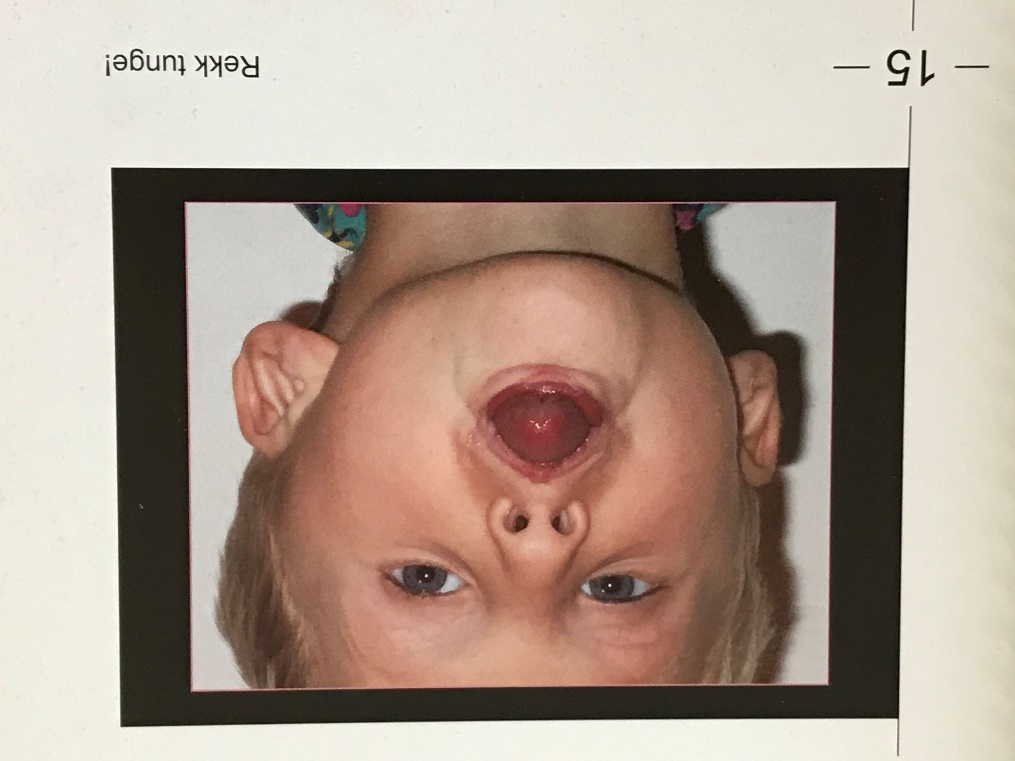 — 15 —
Rekk tunge!